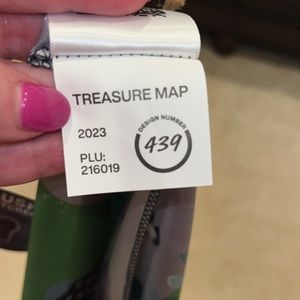 TREASURE MAP
DESIGN NUMBER
2023
439
PLU:
216019